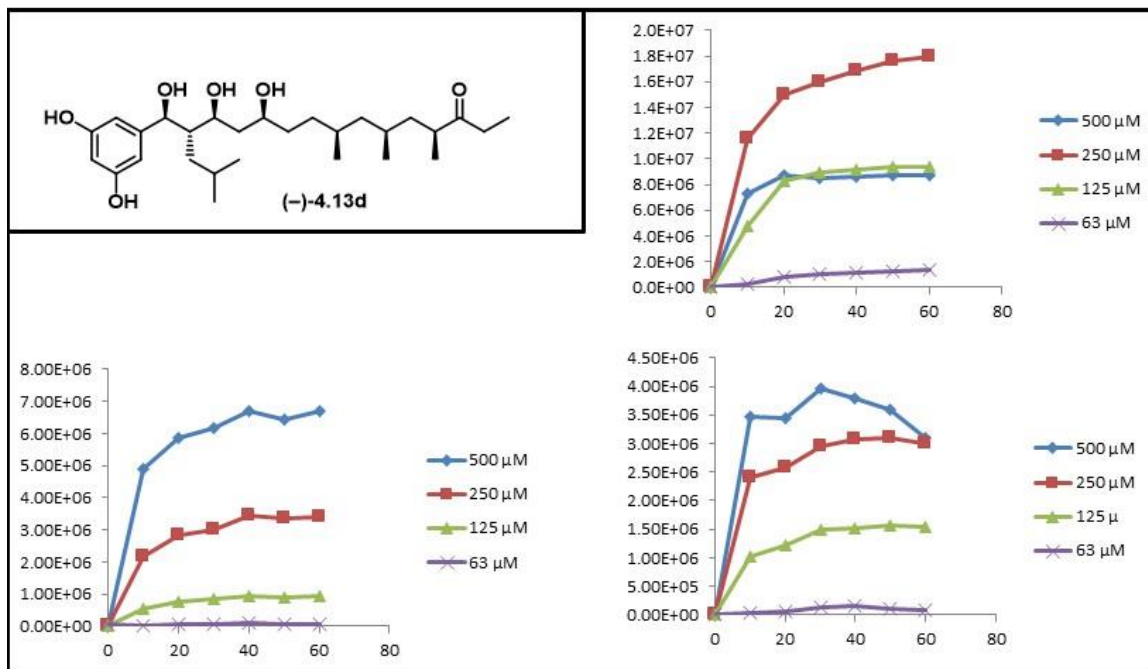 OH OH OH O
HO
OH
(–)-4.13d
2.0E+07
1.8E+07
1.6E+07
1.4E+07
1.2E+07
1.0E+07
8.0E+06
6.0E+06
4.0E+06
2.0E+06
0.0E+00
0 20 40 60 80
500 µM
250 µM
125 µM
63 µM
8.00E+06
7.00E+06
6.00E+06
5.00E+06
4.00E+06
3.00E+06
2.00E+06
1.00E+06
0.00E+00
0 20 40 60 80
500 µM
250 µM
125 µM
63 µM
4.50E+06
4.00E+06
3.50E+06
3.00E+06
2.50E+06
2.00E+06
1.50E+06
1.00E+06
5.00E+05
0.00E+00
0 20 40 60 80
500 µM
250 µM
125 µ
63 µM